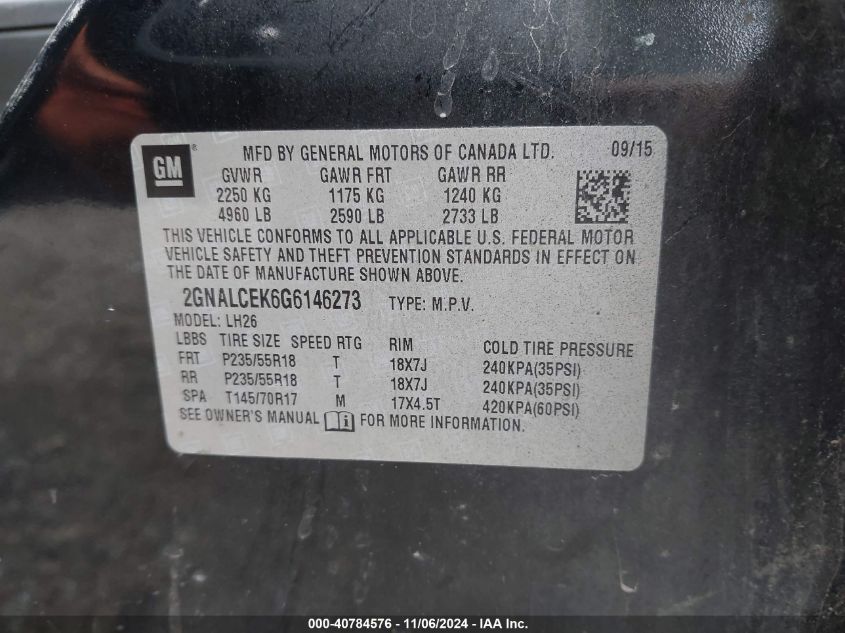 GM ® MFD BY GENERAL MOTORS OF CANADA LTD. 09/15
GVWR GAWR FRT GAWR RR
2250 KG 1175 KG 1240 KG
4960 LB 2590 LB 2733 LB
THIS VEHICLE CONFORMS TO ALL APPLICABLE U.S. FEDERAL MOTOR
VEHICLE SAFETY AND THEFT PREVENTION STANDARDS IN EFFECT ON
THE DATE OF MANUFACTURE SHOWN ABOVE.
2GNALCEK6G6146273 TYPE: M.P.V.
MODEL: LH26
LBBS TIRE SIZE SPEED RTG RIM COLD TIRE PRESSURE
FRT P235/55R18 T 18X7J 240KPA(35PSI)
RR P235/55R18 T 18X7J 240KPA(35PSI)
SPA T145/70R17 M 17X4.5T 420KPA(60PSI)
SEE OWNER'S MANUAL FOR MORE INFORMATION.
000-40784576 - 11/06/2024 - IAA Inc.